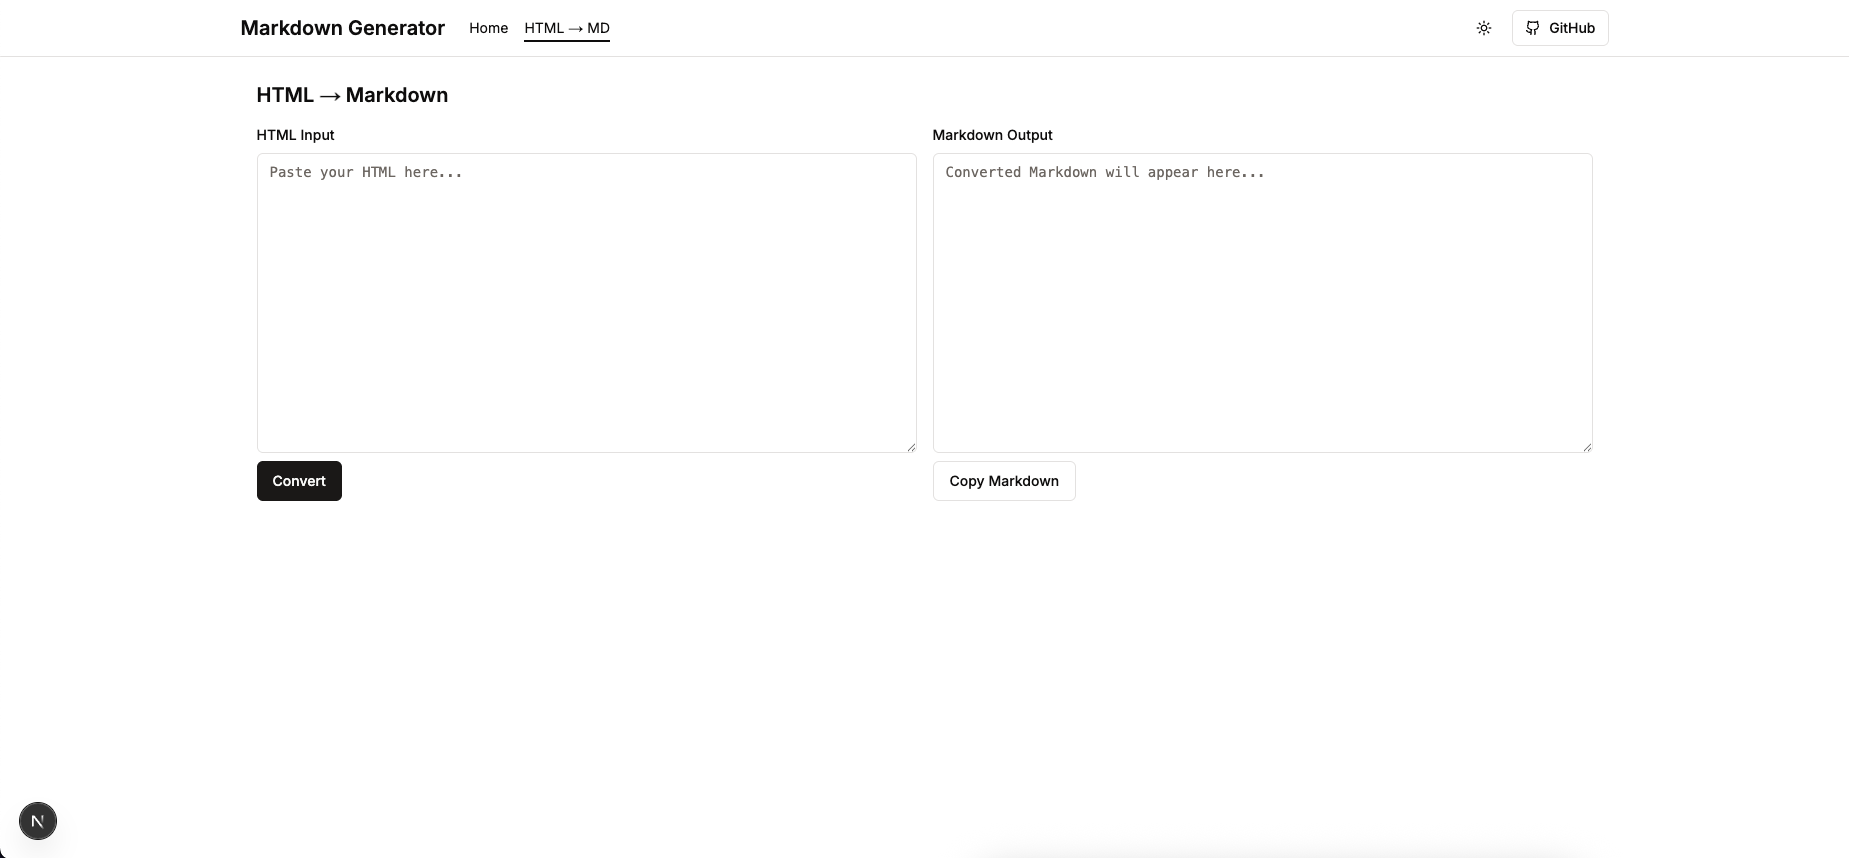 Markdown Generator Home HTML → MD GitHub
HTML → Markdown
HTML Input
Paste your HTML here...
Convert
Markdown Output
Converted Markdown will appear here...
Copy Markdown
N